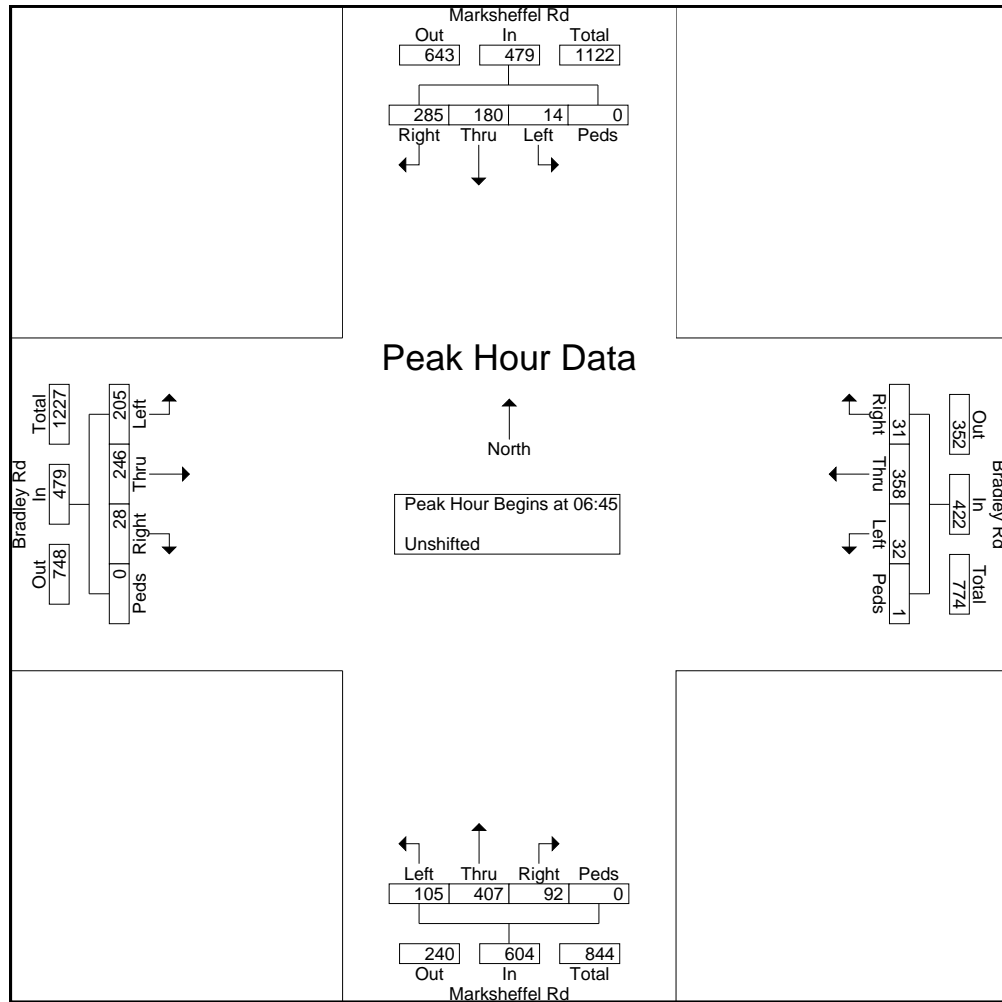 Marksheffel Rd
Out In Total
643 479 1122
285 180 14 0
Right Thru Left Peds
Peak Hour Data
North
Peak Hour Begins at 06:45
Unshifted
Bradley Rd
Total In Out
1227 479 748
205 246 28 0
Left Thru Right Peds
Right Thru Left Peds
31 358 32 1
352 422 774
Out In Total
Bradley Rd
Left Thru Right Peds
105 407 92 0
240 604 844
Out In Total
Marksheffel Rd